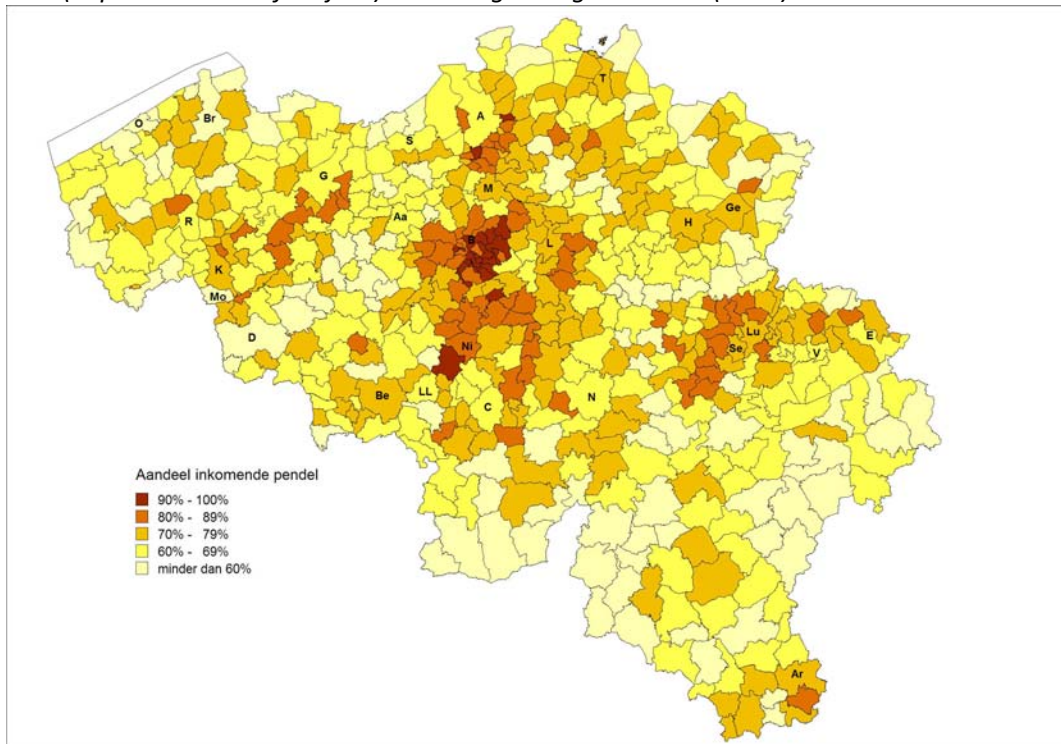 T
O
Br
A
S
G
M
Aa
Ge
H
R
B
L
K
Mo
Lu
E
D
Ni
Se
V
Be
LL
C
N
Aandeel inkomende pendel
90% - 100%
80% - 89%
70% - 79%
60% - 69%
minder dan 60%
Ar